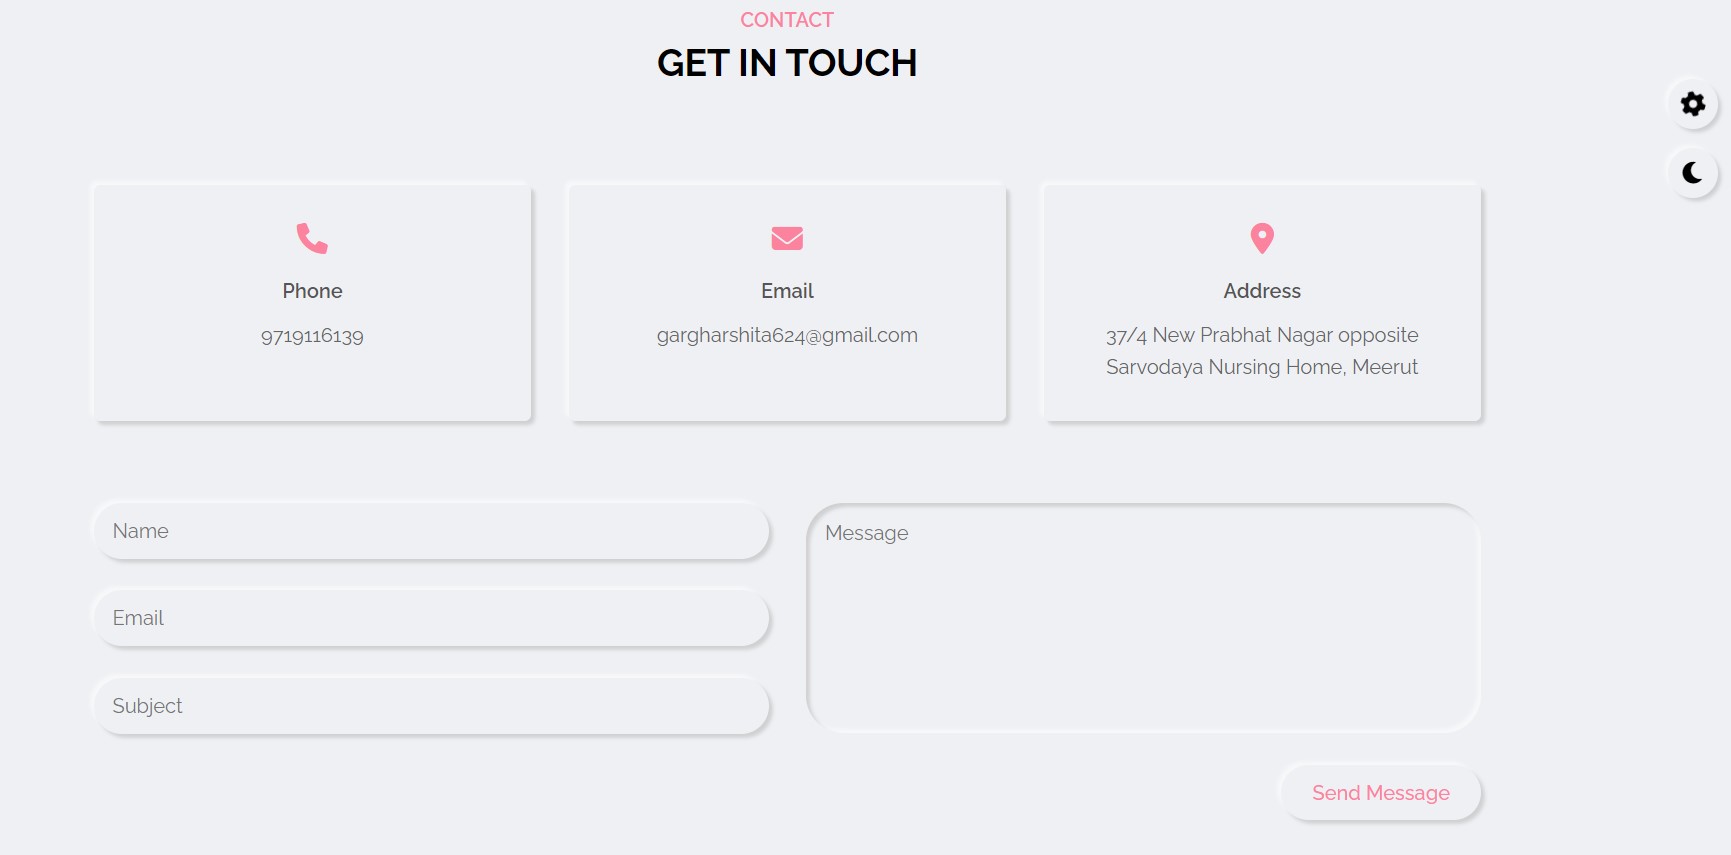 CONTACT
GET IN TOUCH
Phone
9719116139
Email
gargharshita624@gmail.com
Address
37/4 New Prabhat Nagar opposite
Sarvodaya Nursing Home, Meerut
Name
Email
Subject
Message
Send Message